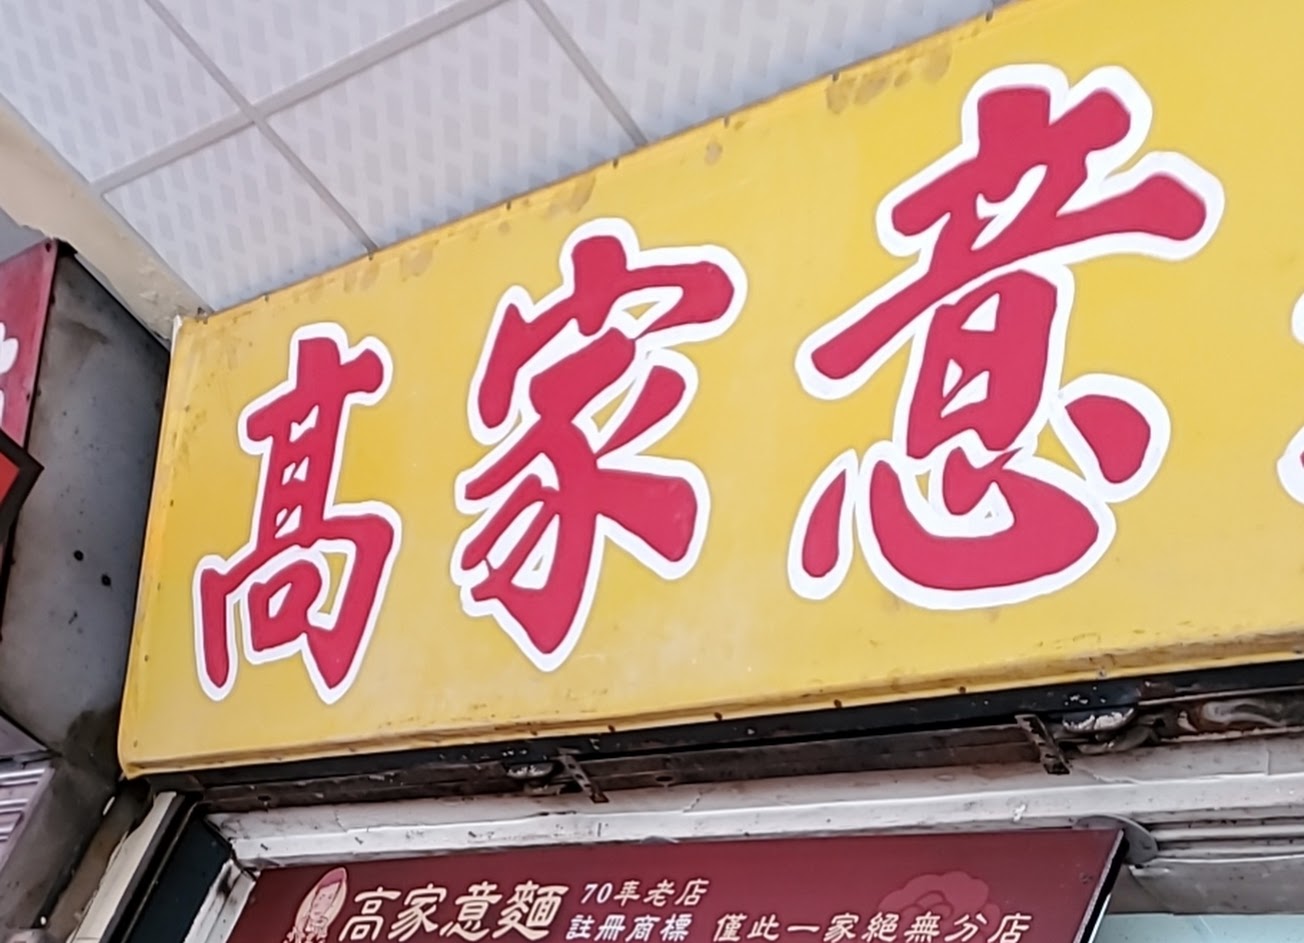 高家意
高家意麵 70年老店
註冊商標 僅此一家絕無分店